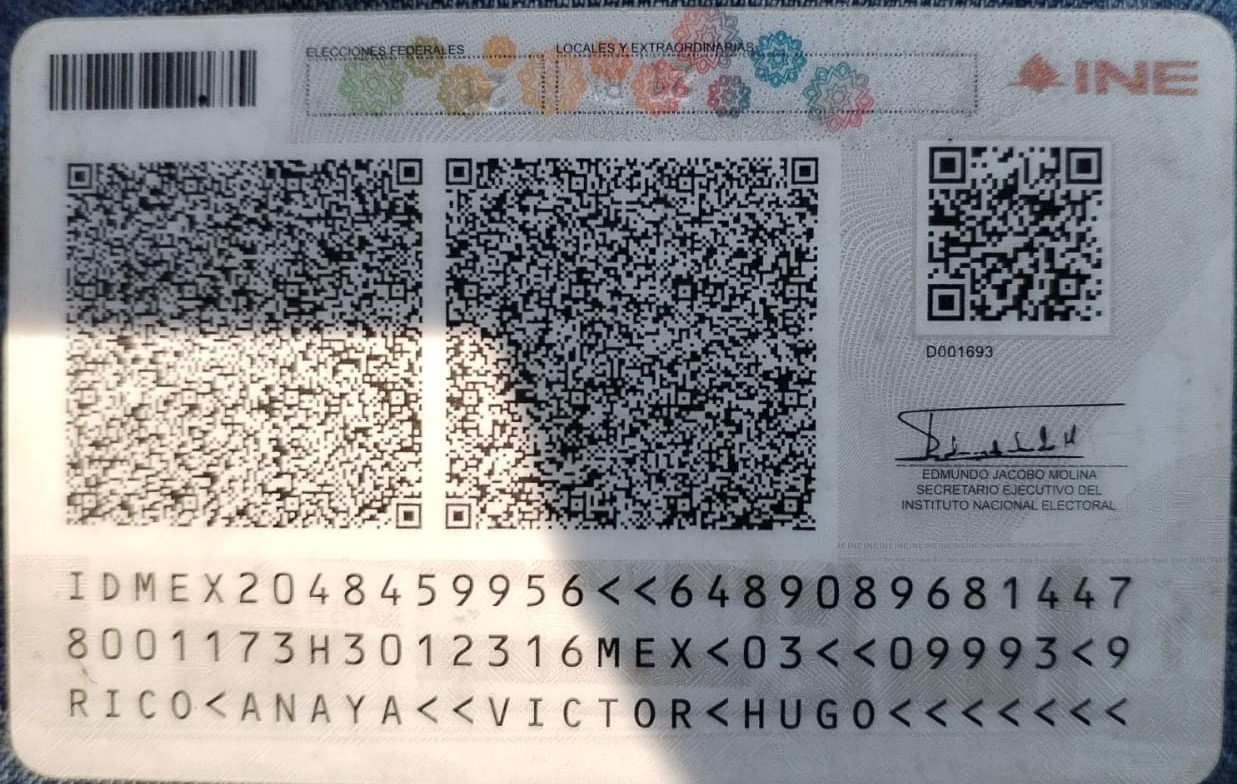 ELECCIONES FEDERALES LOCALES Y EXTRAORDINARIAS
INE
D001693
EDMUNDO JACOBO MOLINA
SECRETARIO EJECUTIVO DEL
INSTITUTO NACIONAL ELECTORAL
IDMEX2048459956<<6489089681447
8001173H3012316MEX<03<<09993<9
RICO<ANAYA<<VICTOR<HUGO<<<<<<<